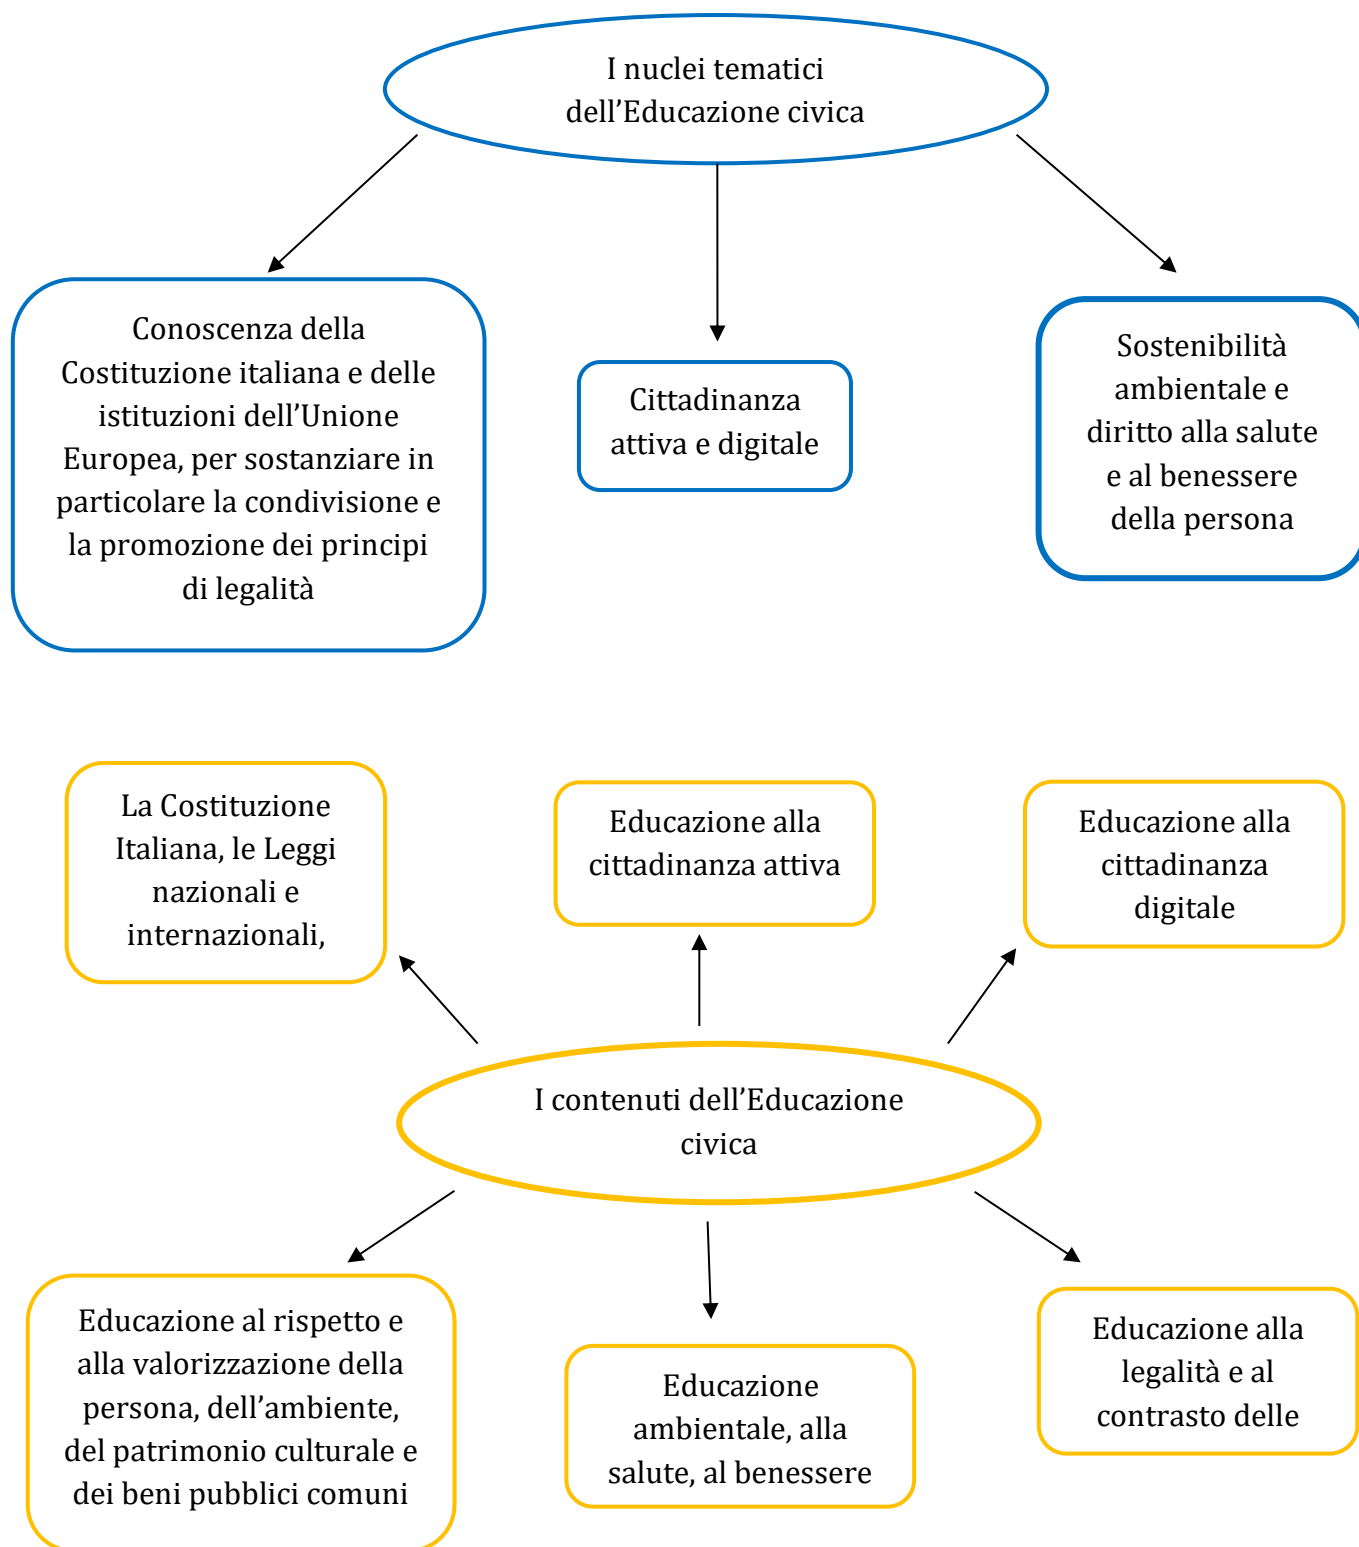 I nuclei tematici
dell’Educazione civica
Conoscenza della
Costituzione italiana e delle
istituzioni dell’Unione
Europea, per sostanziare in
particolare la condivisione e
la promozione dei principi
di legalità
Cittadinanza
attiva e digitale
Sostenibilità
ambientale e
diritto alla salute
e al benessere
della persona
La Costituzione
Italiana, le Leggi
nazionali e
internazionali,
Educazione alla
cittadinanza attiva
Educazione alla
cittadinanza
digitale
I contenuti dell’Educazione
civica
Educazione al rispetto e
alla valorizzazione della
persona, dell’ambiente,
del patrimonio culturale e
dei beni pubblici comuni
Educazione
ambientale, alla
salute, al benessere
Educazione alla
legalità e al
contrasto delle